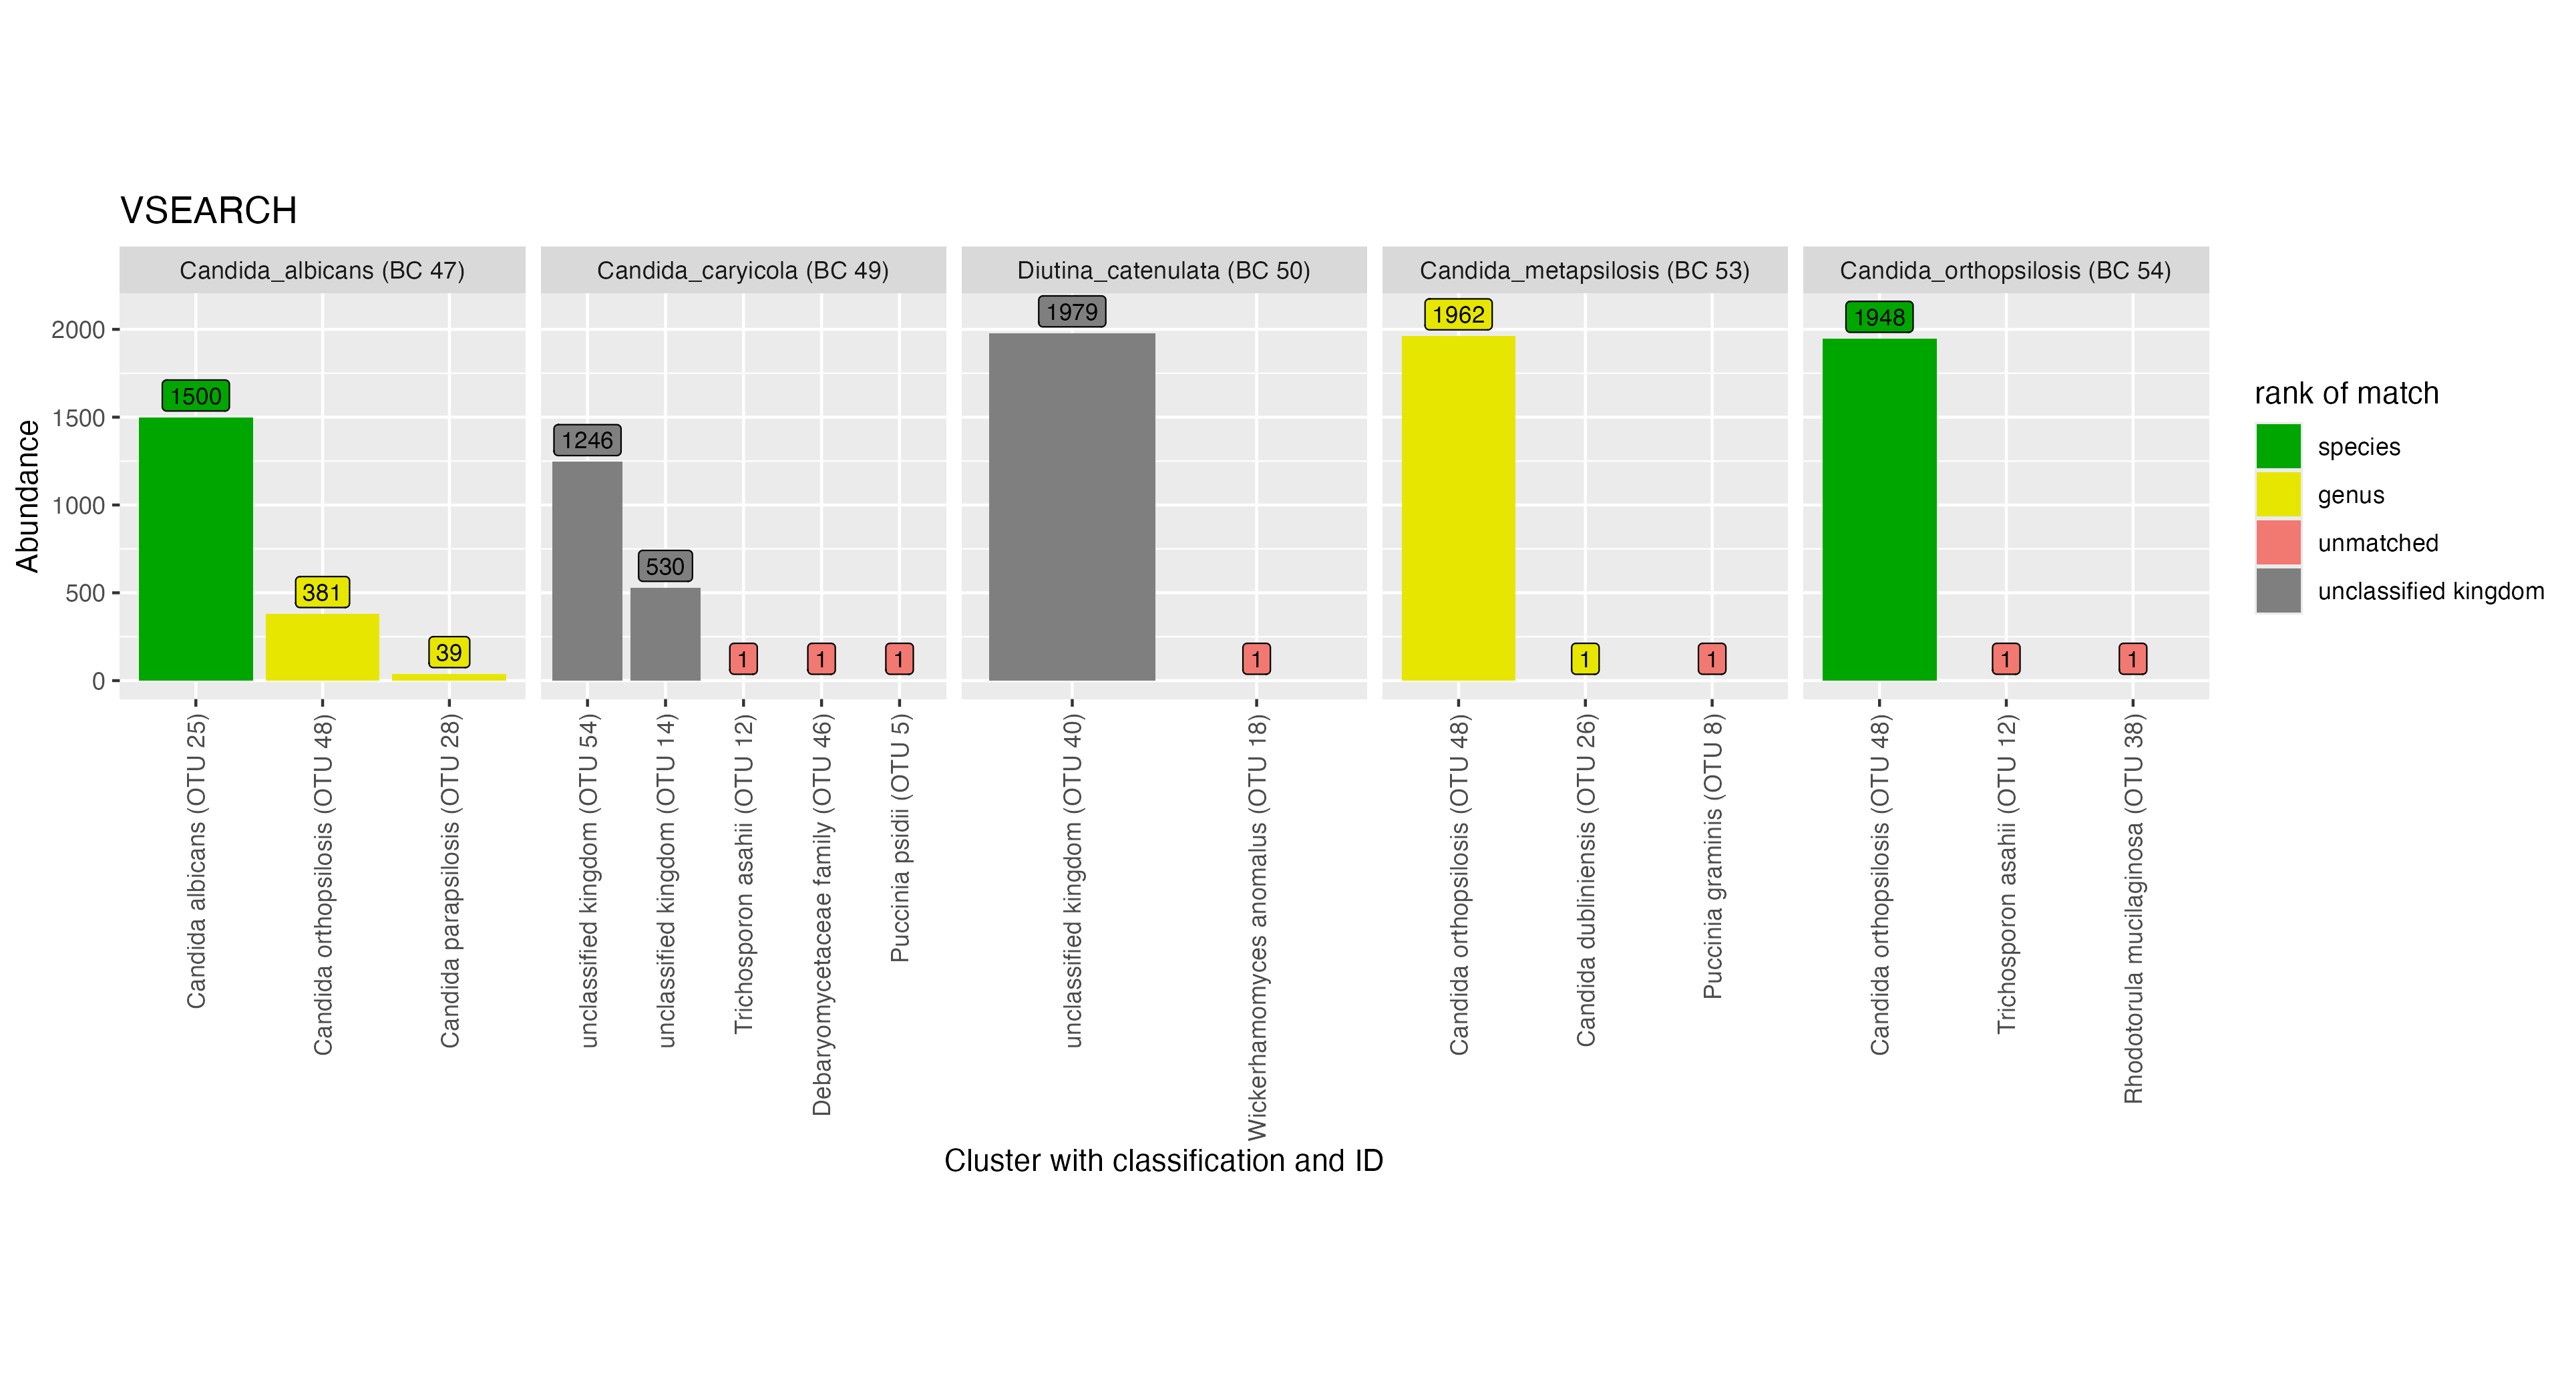 VSEARCH
Candida_albicans (BC 47)
Candida_caryicola (BC 49)
Diutina_catenulata (BC 50)
Candida_metapsilosis (BC 53)
Candida_orthopsilosis (BC 54)
Abundance
2000
1500
1000
500
0
1500
381
39
1246
530
1
1
1
1979
1
1962
1
1
1948
1
1
Candida albicans (OTU 25)
Candida orthopsilosis (OTU 48)
Candida parapsilosis (OTU 28)
unclassified kingdom (OTU 54)
unclassified kingdom (OTU 14)
Trichosporon asahii (OTU 12)
Debaryomycetaceae family (OTU 46)
Puccinia psidii (OTU 5)
unclassified kingdom (OTU 40)
Wickerhamomyces anomalus (OTU 18)
Candida orthopsilosis (OTU 48)
Candida dubliniensis (OTU 26)
Puccinia graminis (OTU 8)
Candida orthopsilosis (OTU 48)
Trichosporon asahii (OTU 12)
Rhodotorula mucilaginosa (OTU 38)
Cluster with classification and ID
rank of match
species
genus
unmatched
unclassified kingdom